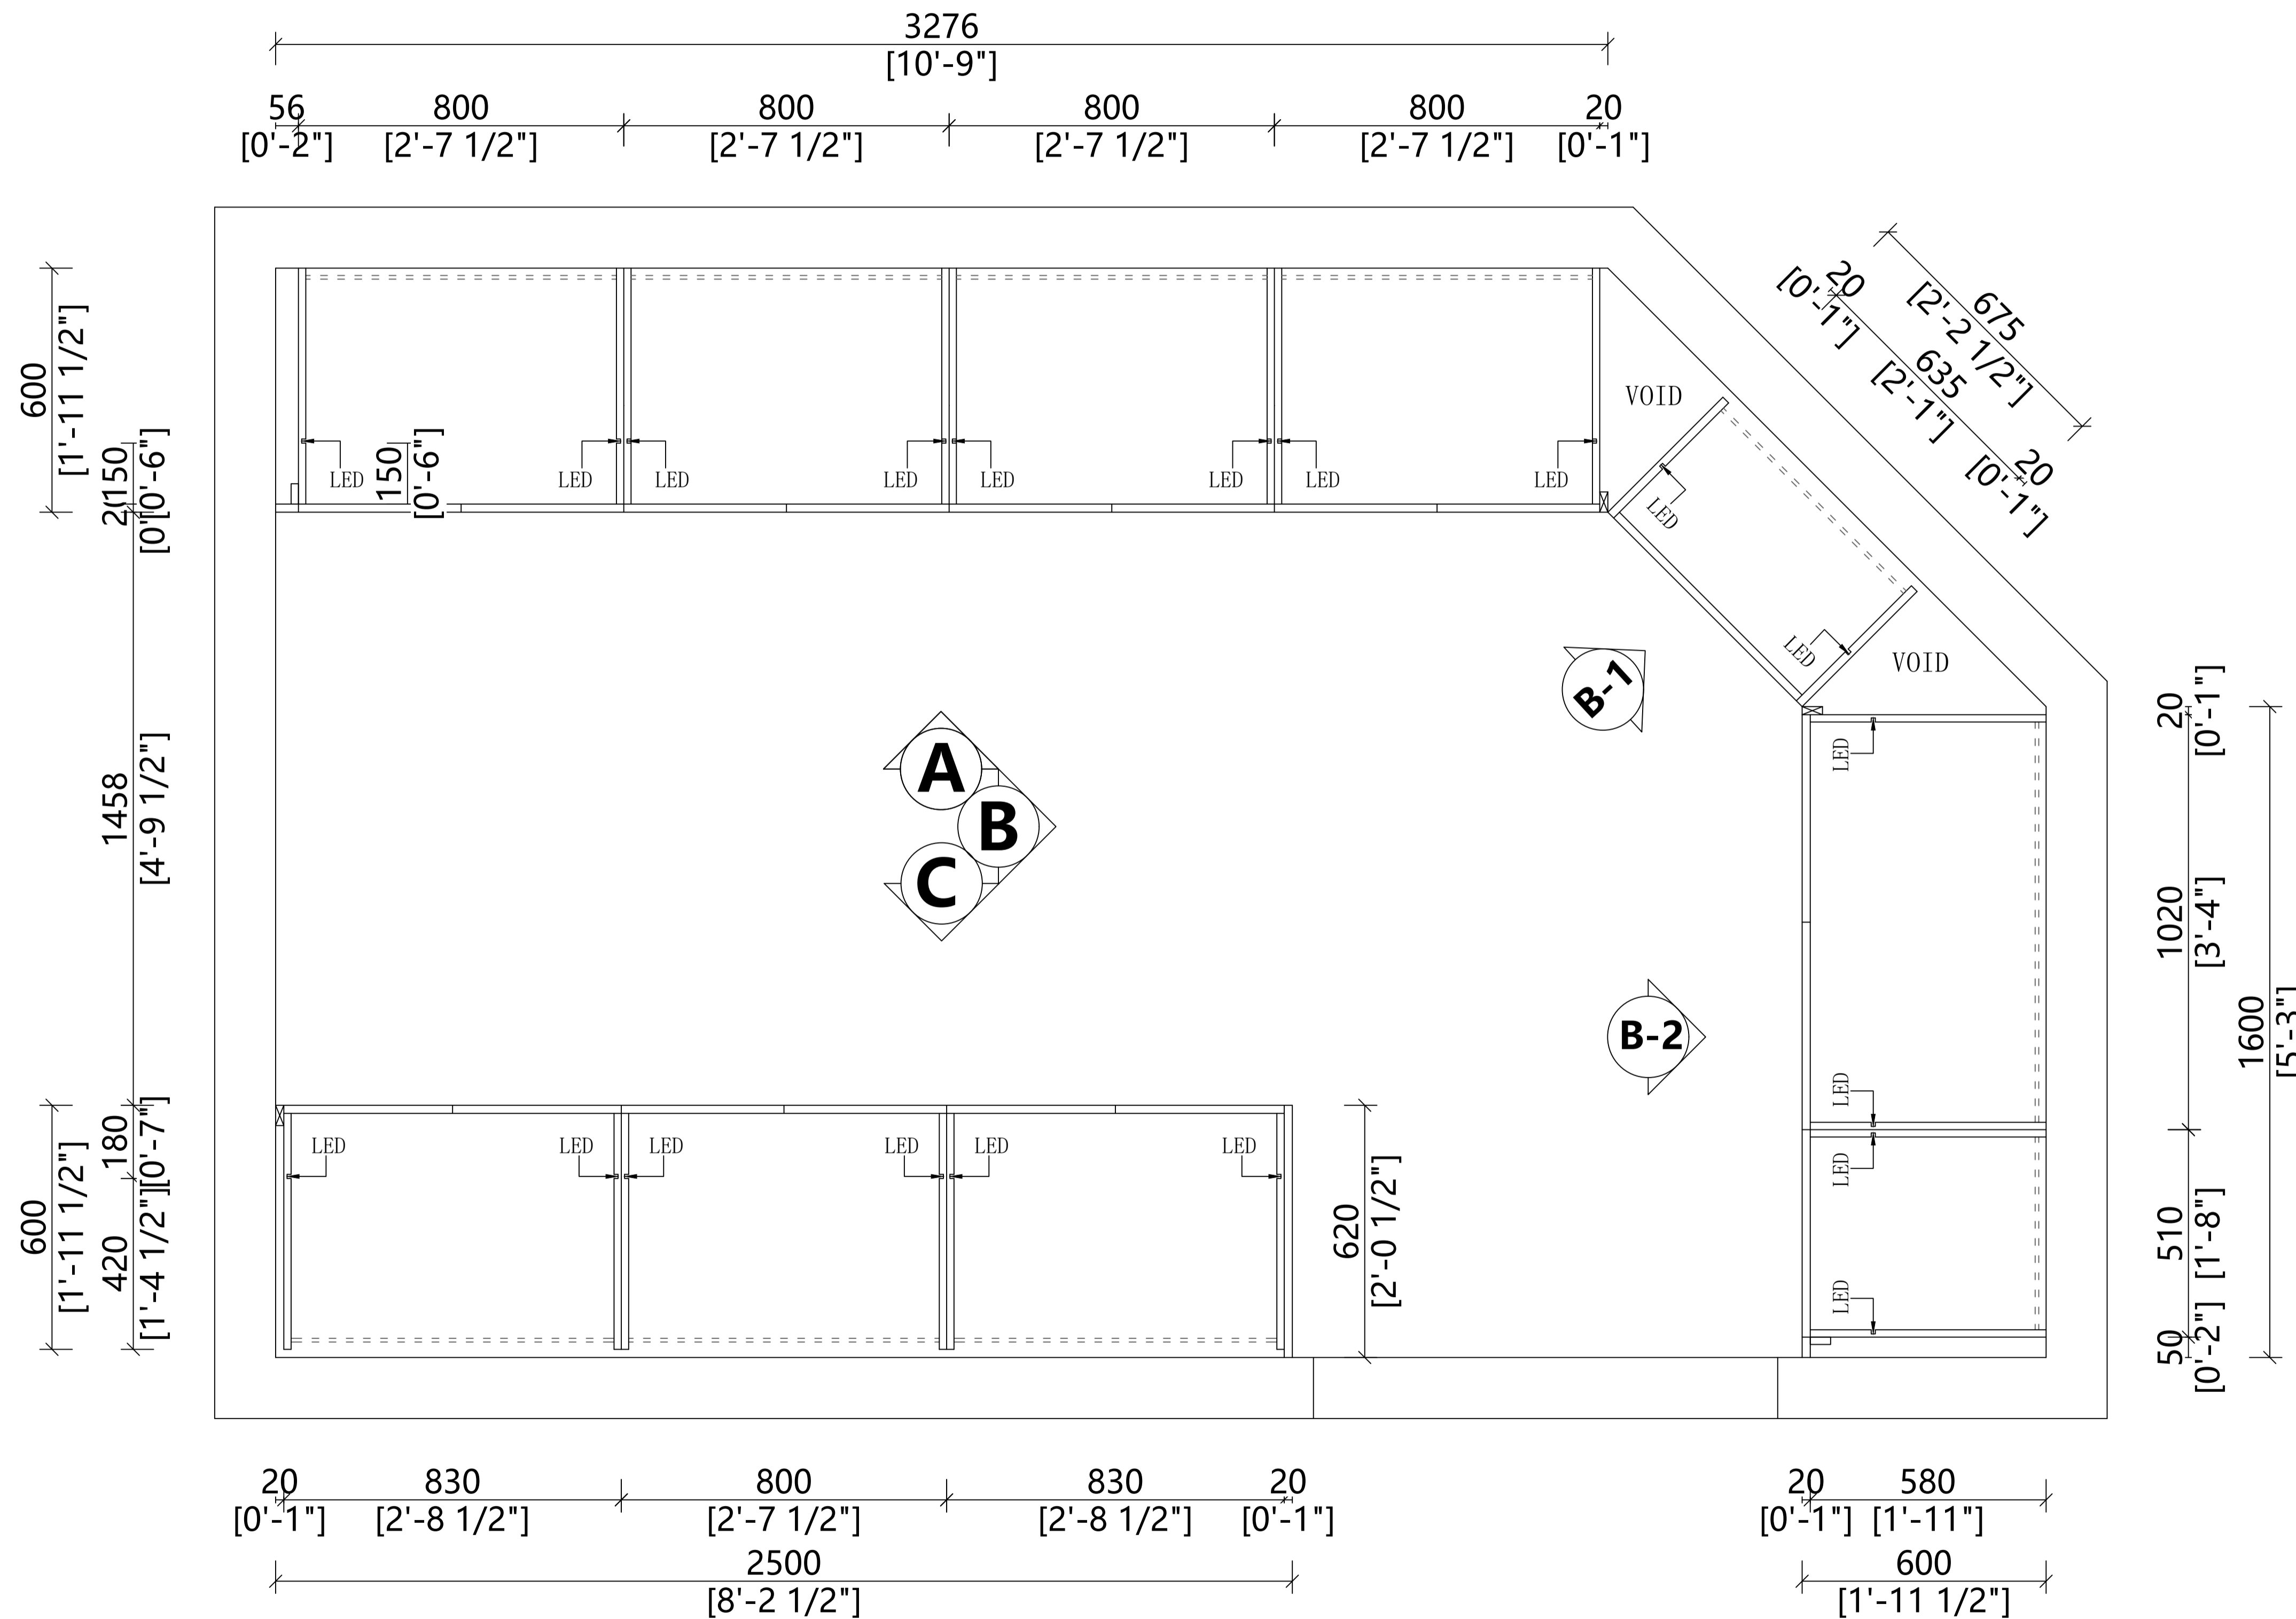 3276
[10'-9"]
56
800
800
800
800
20
[0'-2"]
[2'-7 1/2"]
[2'-7 1/2"]
[2'-7 1/2"]
[2'-7 1/2"]
[0'-1"]
600
[1'-11 1/2"]
150
[0'-6"]
150
[0'-6"]
LED
LED
LED
LED
LED
LED
LED
LED
VOID
20
[0'-1"]
675
[2'-2 1/2"]
635
[2'-1"]
20
[0'-1"]
LED
LED
VOID
1458
[4'-9 1/2"]
A
B
C
B-1
B-2
20
[0'-1"]
LED
1020
[3'-4"]
1600
[5'-3"]
LED
LED
510
[1'-8"]
LED
50
[0'-2"]
600
[1'-11 1/2"]
180
[0'-7"]
420
[1'-4 1/2"]
LED
LED
LED
LED
LED
LED
620
[2'-0 1/2"]
20
830
800
830
20
[0'-1"]
[2'-8 1/2"]
[2'-7 1/2"]
[2'-8 1/2"]
[0'-1"]
2500
[8'-2 1/2"]
20
580
[0'-1"]
[1'-11"]
600
[1'-11 1/2"]